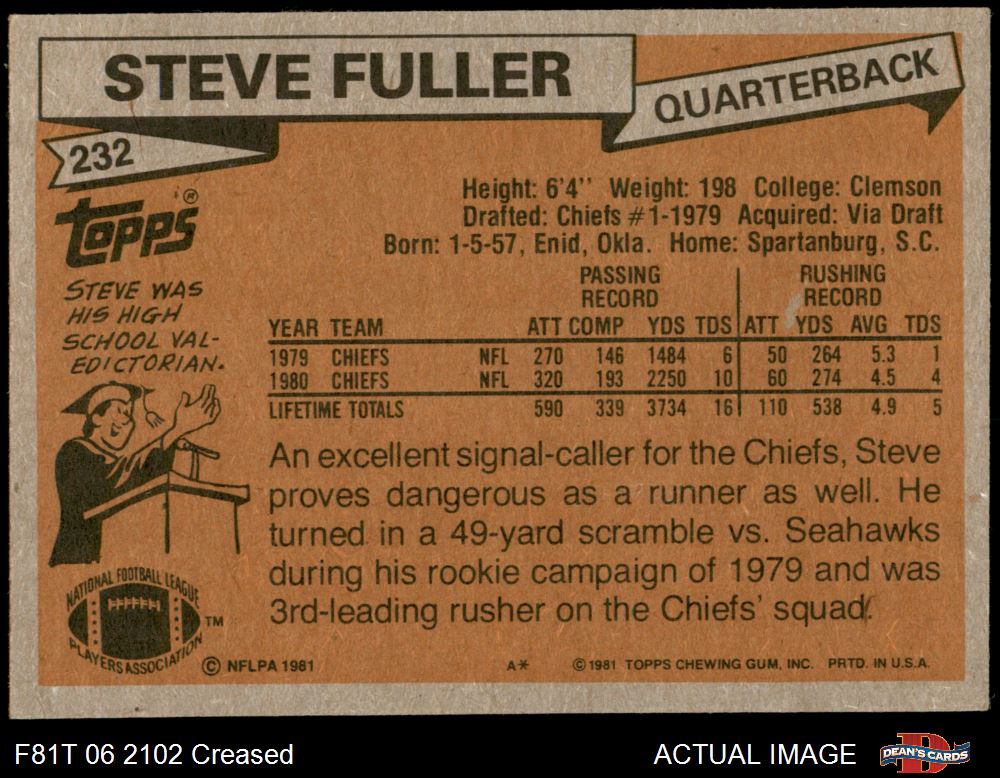 STEVE FULLER
QUARTERBACK
232
TOPPS®
Height: 6'4'' Weight: 198 College: Clemson
Drafted: Chiefs #1-1979 Acquired: Via Draft
Born: 1-5-57, Enid, Okla. Home: Spartanburg, S.C.
STEVE WAS
HIS HIGH
SCHOOL VAL-
EDICTORIAN.
PASSING RUSHING
RECORD RECORD
YEAR TEAM ATT COMP YDS TDS ATT YDS AVG TDS
1979 CHIEFS NFL 270 146 1484 6 50 264 5.3 1
1980 CHIEFS NFL 320 193 2250 10 60 274 4.5 4
LIFETIME TOTALS 590 339 3734 16 110 538 4.9 5
An excellent signal-caller for the Chiefs, Steve
proves dangerous as a runner as well. He
turned in a 49-yard scramble vs. Seahawks
during his rookie campaign of 1979 and was
3rd-leading rusher on the Chiefs' squad.
NATIONAL FOOTBALL LEAGUE
PLAYERS ASSOCIATION
TM
© NFLPA 1981 A* © 1981 TOPPS CHEWING GUM, INC. PRTD. IN U.S.A.
F81T 06 2102 Creased
ACTUAL IMAGE
D
DEAN'S CARDS